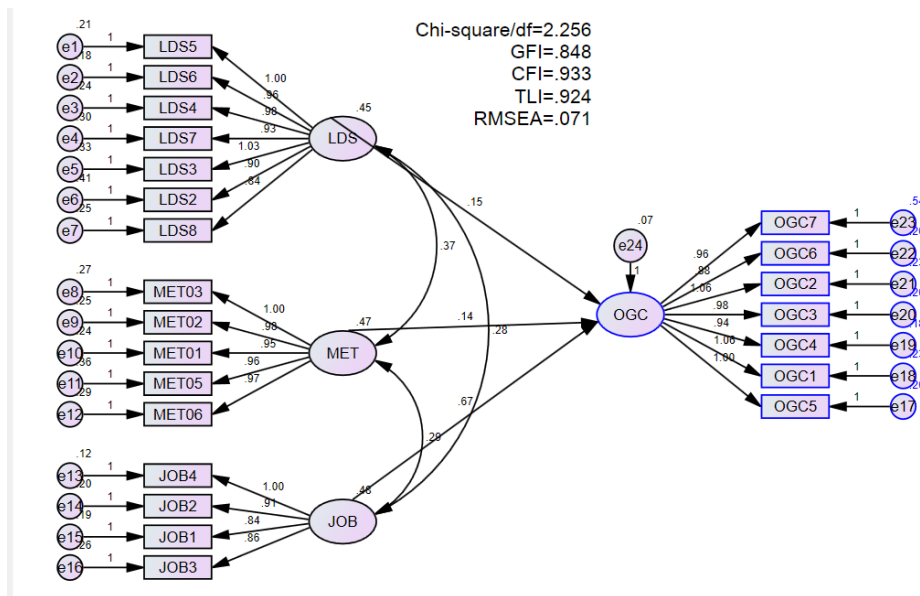 Chi-square/df=2.256
GFI=.848
CFI=.933
TLI=.924
RMSEA=.071
.21
e1 1 LDS5 1.00
.18
e2 1 LDS6 .96
.24
e3 1 LDS4 .98
.30
e4 1 LDS7 .93
.33
e5 1 LDS3 1.03
.41
e6 1 LDS2 .90
.25
e7 1 LDS8 .84
.45
LDS
.15
.37
.28
.27
e8 1 MET03 1.00
.25
e9 1 MET02 .98
.24
e10 1 MET01 .95
.36
e11 1 MET05 .96
.29
e12 1 MET06 .97
.47
MET
.14
.67
.29
.12
e13 1 JOB4 1.00
.20
e14 1 JOB2 .91
.19
e15 1 JOB1 .84
.26
e16 1 JOB3 .86
.48
JOB
.07
e24
1
OGC
.54
.96 OGC7 1 e23
.88 OGC6 1 e22
1.06 OGC2 1 e21
.98 OGC3 1 e20
.94 OGC4 1 e19
1.06 OGC1 1 e18
1.00 OGC5 1 e17